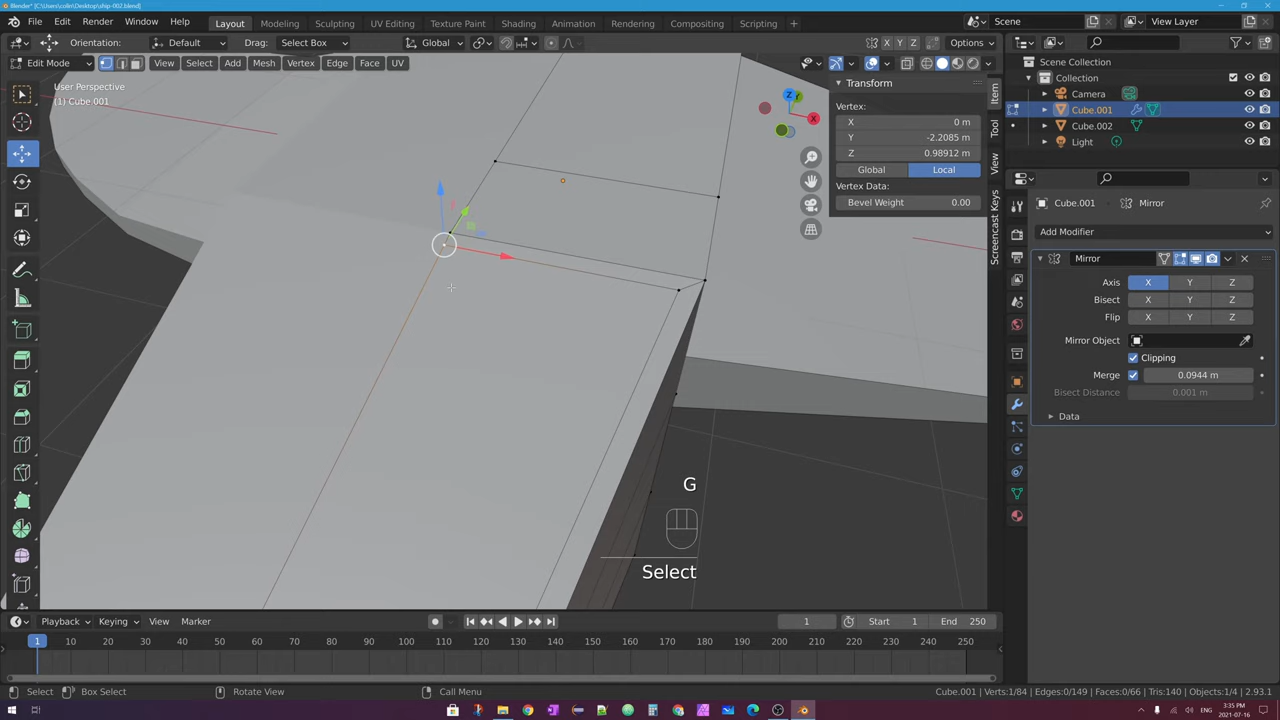 Blender* [C:\Users\colin\Desktop\ship-002.blend]
File Edit Render Window Help
Layout Modeling Sculpting UV Editing Texture Paint Shading Animation Rendering Compositing Scripting
Scene
View Layer
Orientation: Default Drag: Select Box
Global
X Y Z
Options
Edit Mode
View Select Add Mesh Vertex Edge Face UV
User Perspective
(1) Cube.001
Z
Y
X
Transform
Vertex:
X 0 m
Y -2.2085 m
Z 0.98912 m
Global Local
Vertex Data:
Bevel Weight 0.00
Item
Tool
View
Screencast Keys
Scene Collection
Collection
Camera
Cube.001
Cube.002
Light
Cube.001 Mirror
Add Modifier
Mirror
Axis X Y Z
Bisect X Y Z
Flip X Y Z
Mirror Object
Clipping
Merge 0.0944 m
Bisect Distance 0.001 m
Data
G
Select
Playback Keying View Marker
1 Start 1 End 250
1 10 20 30 40 50 60 70 80 90 100 110 120 130 140 150 160 170 180 190 200 210 220 230 240 250
Select Box Select Rotate View Call Menu
Cube.001 | Verts:1/84 | Edges:0/149 | Faces:0/66 | Tris:140 | Objects:1/4 | 2.93.1
3:35 PM
2021-07-16